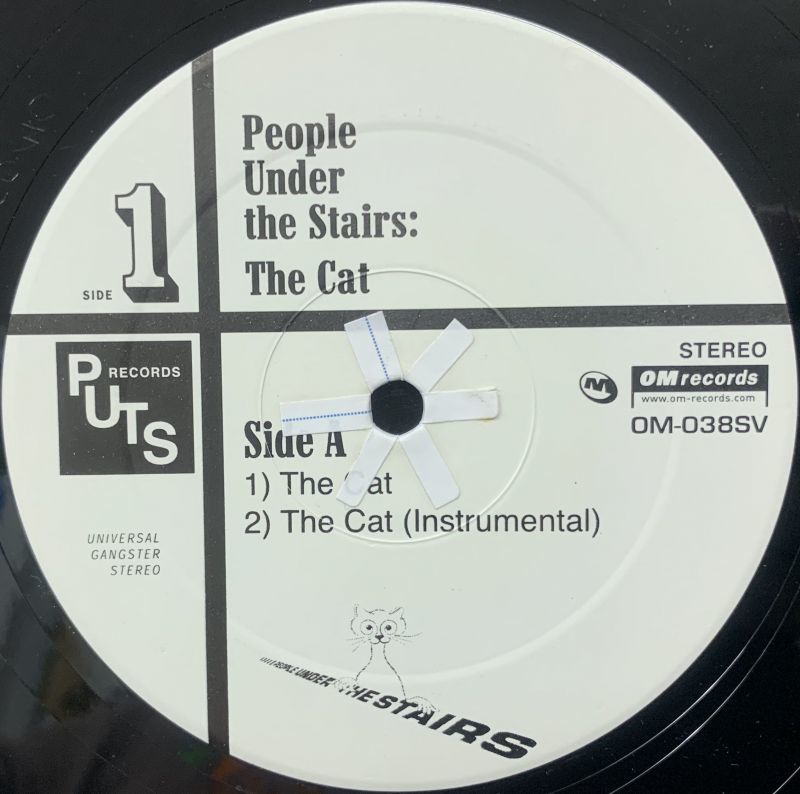 People
Under
the Stairs:
The Cat
SIDE 1
PUTS RECORDS
UNIVERSAL
GANGSTER
STEREO
STEREO
M
OM records
www.om-records.com
OM-038SV
Side A
1) The Cat
2) The Cat (Instrumental)
PEOPLE UNDER THE STAIRS